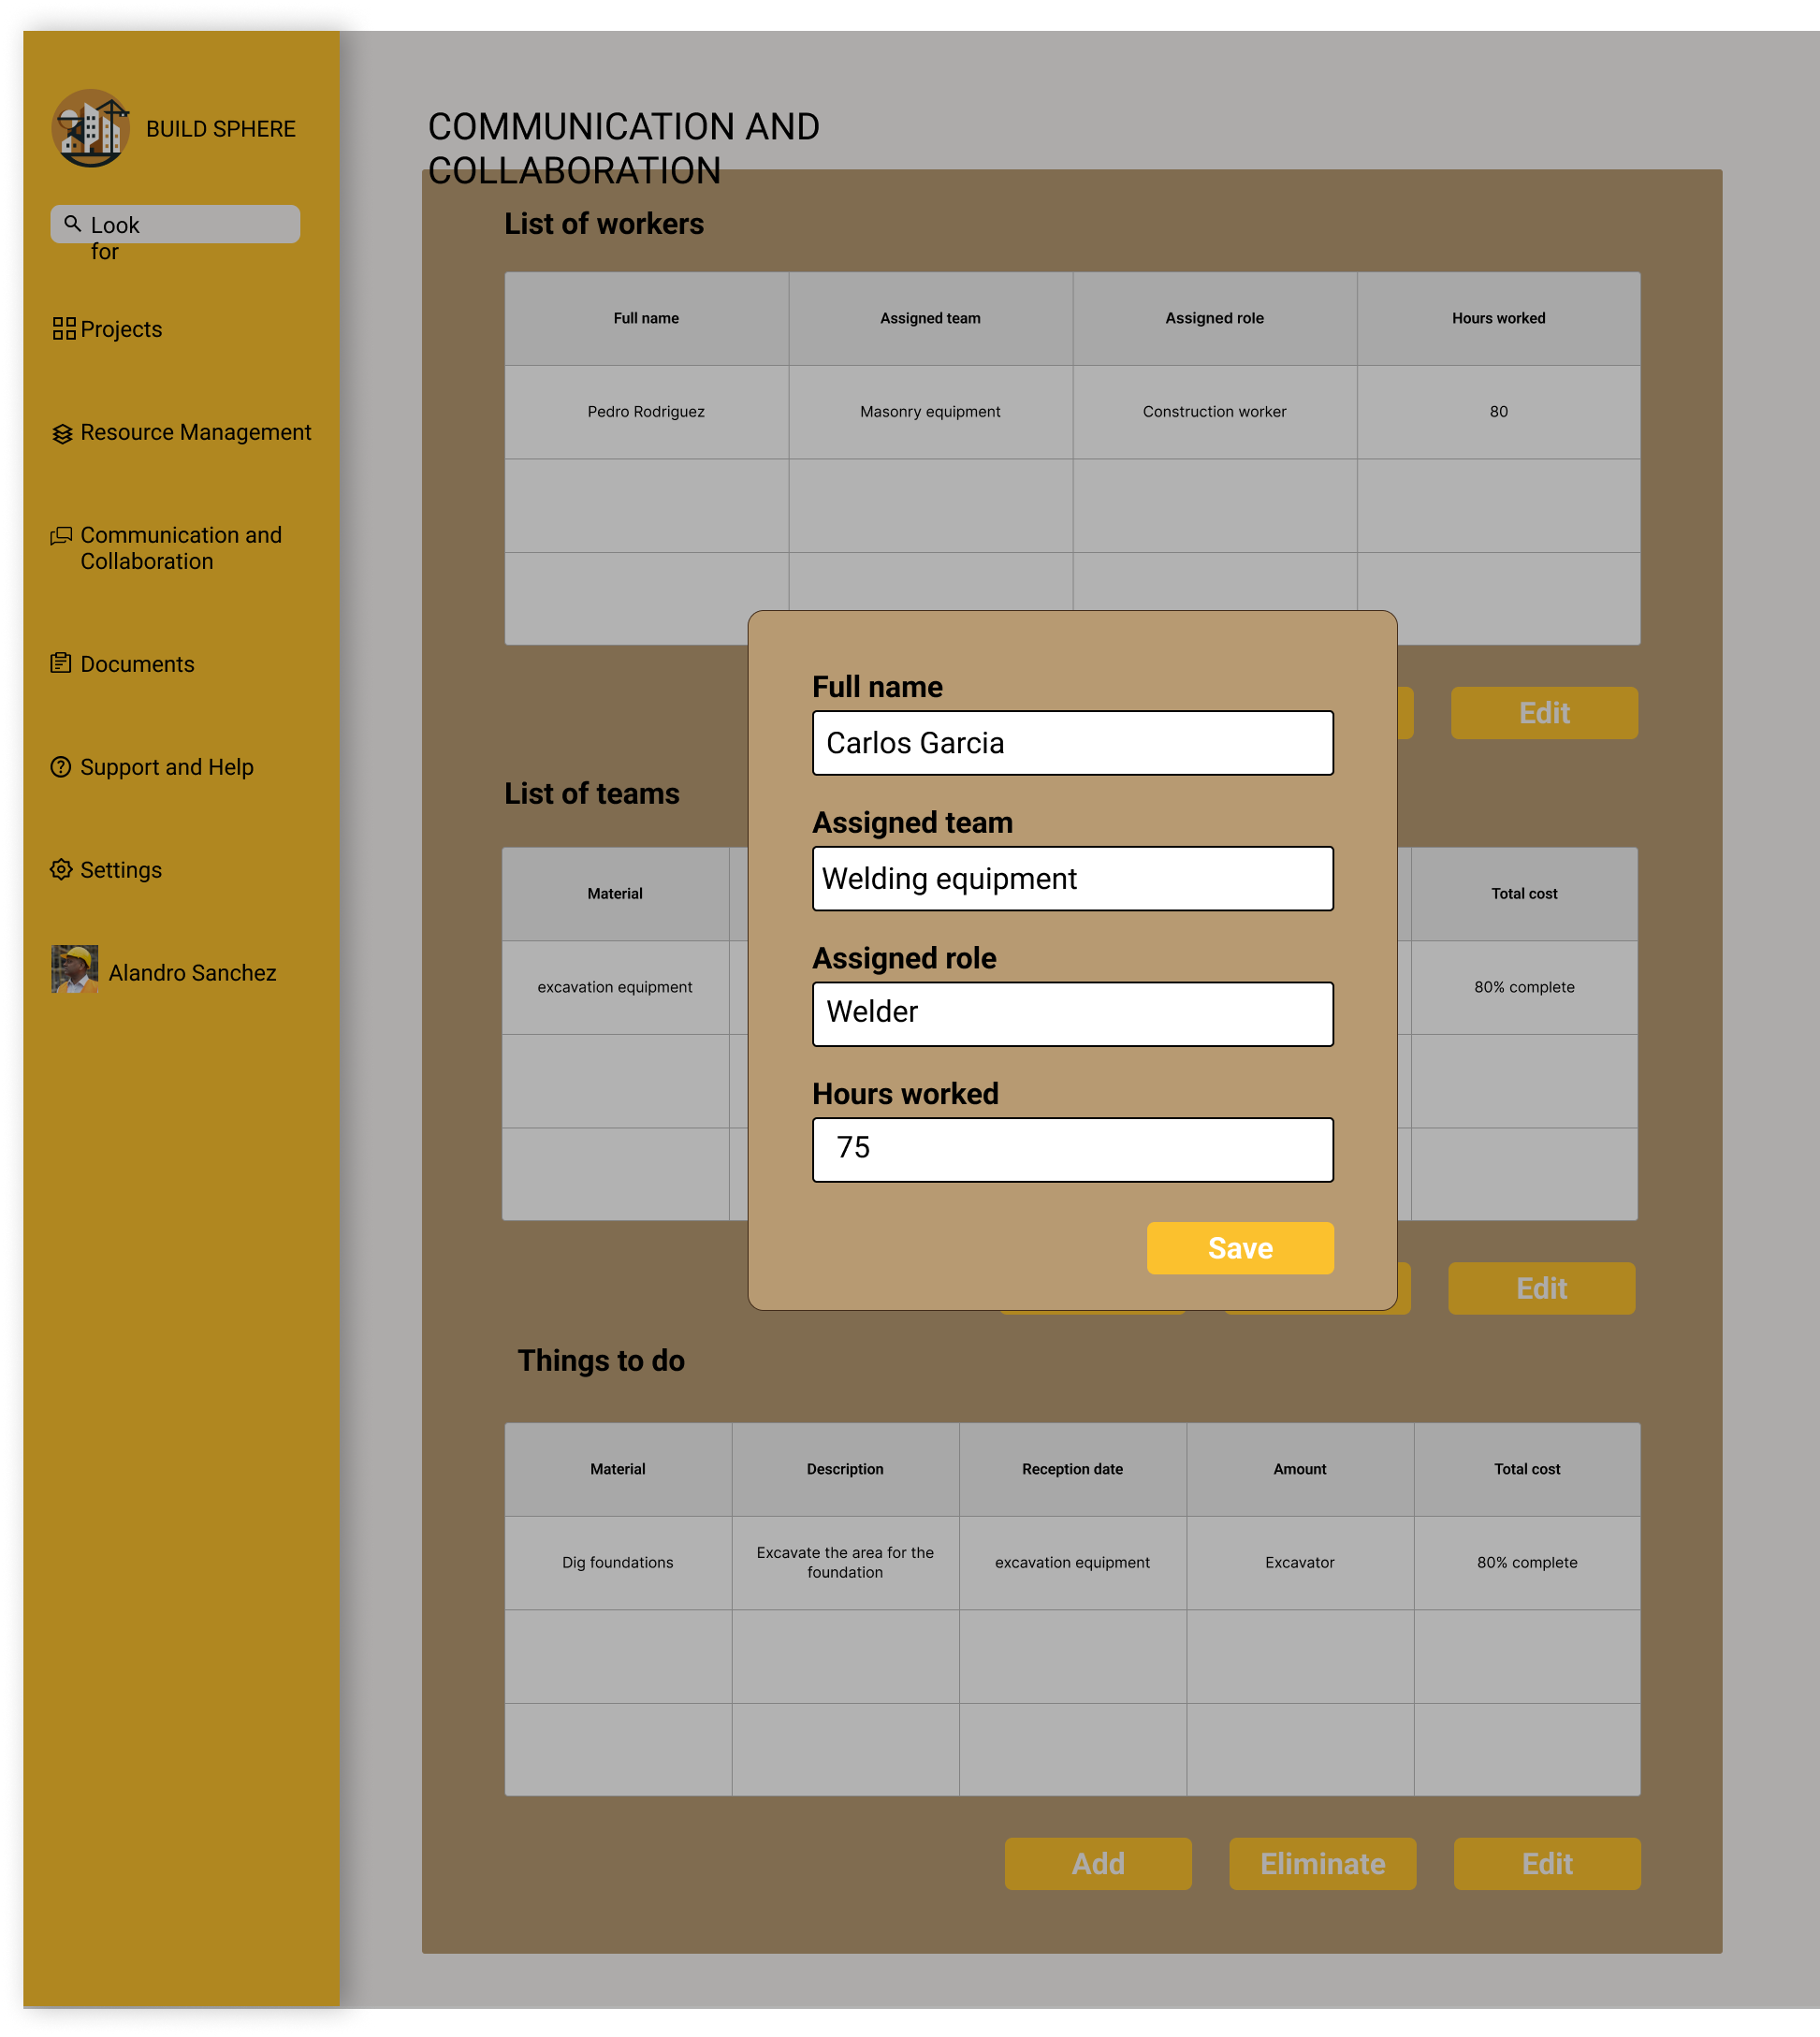 BUILD SPHERE
Look
for
Projects
Resource Management
Communication and
Collaboration
Documents
Support and Help
Settings
Alandro Sanchez
COMMUNICATION AND
COLLABORATION
List of workers
Full name
Assigned team
Assigned role
Hours worked
Pedro Rodriguez
Masonry equipment
Construction worker
80
Edit
List of teams
Material
Total cost
excavation equipment
80% complete
Edit
Full name
Carlos Garcia
Assigned team
Welding equipment
Assigned role
Welder
Hours worked
75
Save
Things to do
Material
Description
Reception date
Amount
Total cost
Dig foundations
Excavate the area for the
foundation
excavation equipment
Excavator
80% complete
Add
Eliminate
Edit